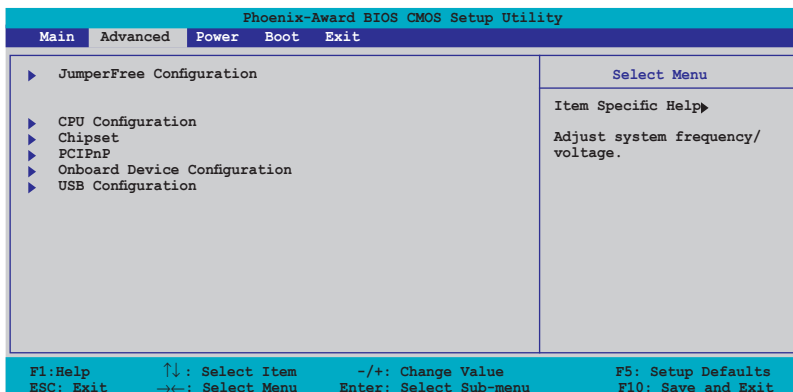 Phoenix-Award BIOS CMOS Setup Utility
Main Advanced Power Boot Exit
JumperFree Configuration
CPU Configuration
Chipset
PCIPnP
Onboard Device Configuration
USB Configuration
Select Menu
Item Specific Help
Adjust system frequency/
voltage.
F1:Help ↑↓: Select Item -/+: Change Value F5: Setup Defaults
ESC: Exit →←: Select Menu Enter: Select Sub-menu F10: Save and Exit